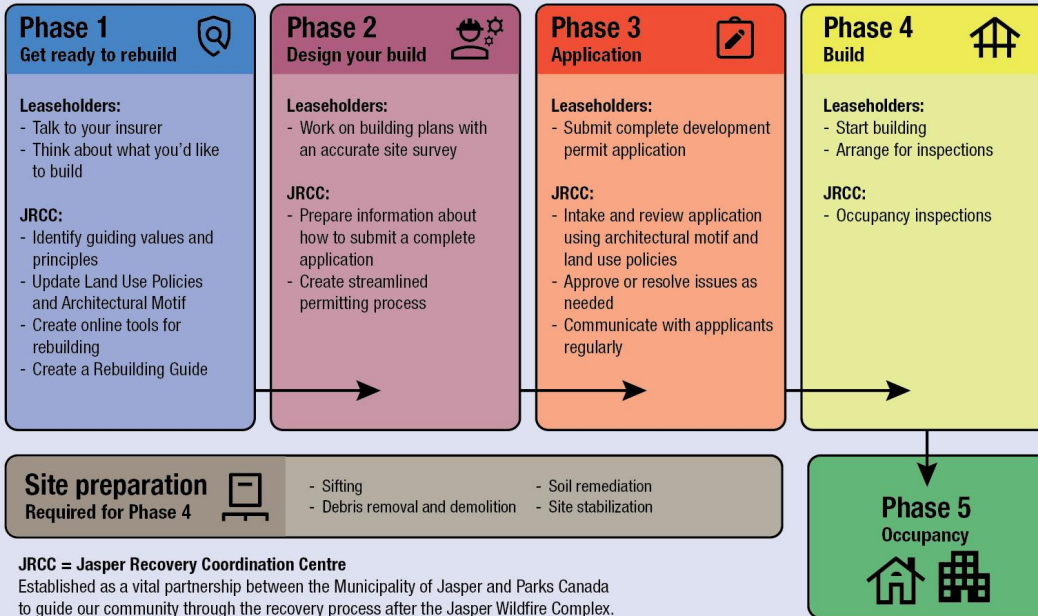 Phase 1
Get ready to rebuild
Leaseholders:
- Talk to your insurer
- Think about what you'd like
to build
JRCC:
- Identify guiding values and
principles
- Update Land Use Policies
and Architectural Motif
- Create online tools for
rebuilding
- Create a Rebuilding Guide
Phase 2
Design your build
Leaseholders:
- Work on building plans with
an accurate site survey
JRCC:
- Prepare information about
how to submit a complete
application
- Create streamlined
permitting process
Phase 3
Application
Leaseholders:
- Submit complete development
permit application
JRCC:
- Intake and review application
using architectural motif and
land use policies
- Approve or resolve issues as
needed
- Communicate with appplicants
regularly
Phase 4
Build
Leaseholders:
- Start building
- Arrange for inspections
JRCC:
- Occupancy inspections
Site preparation
Required for Phase 4
- Sifting
- Debris removal and demolition
- Soil remediation
- Site stabilization
Phase 5
Occupancy
JRCC = Jasper Recovery Coordination Centre
Established as a vital partnership between the Municipality of Jasper and Parks Canada
to guide our community through the recovery process after the Jasper Wildfire Complex.